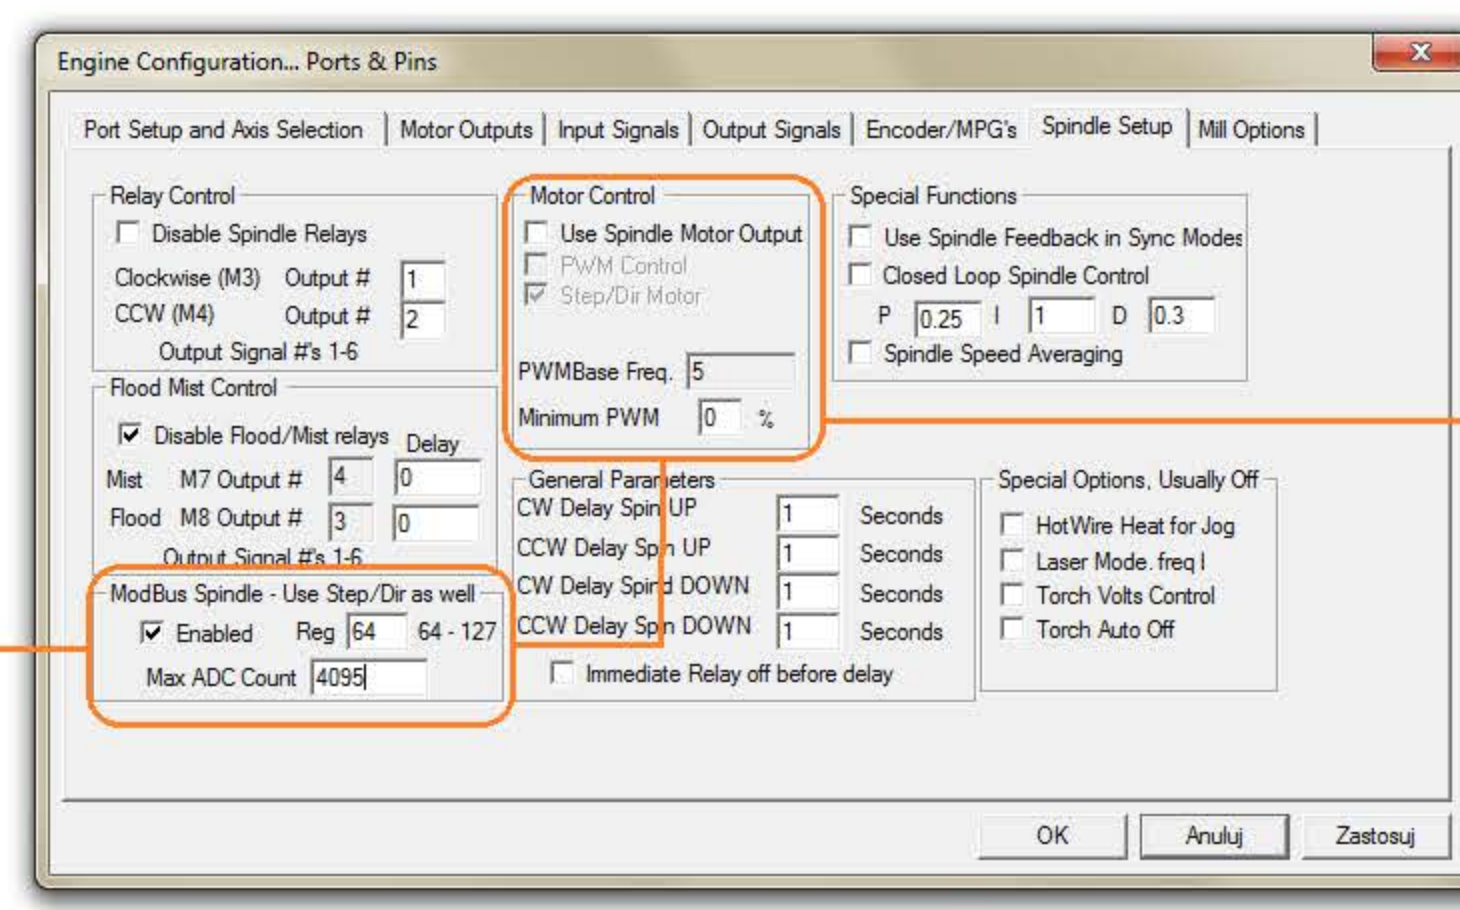 Engine Configuration... Ports & Pins
Port Setup and Axis Selection Motor Outputs Input Signals Output Signals Encoder/MPG's Spindle Setup Mill Options
Relay Control
Disable Spindle Relays
Clockwise (M3) Output # 1
CCW (M4) Output # 2
Output Signal #'s 1-6
Flood Mist Control
Disable Flood/Mist relays Delay
Mist M7 Output # 4 0
Flood M8 Output # 3 0
Output Signal #'s 1-6
ModBus Spindle - Use Step/Dir as well
Enabled Reg 64 64 - 127
Max ADC Count 4095
Motor Control
Use Spindle Motor Output
PWM Control
Step/Dir Motor
PWMBase Freq. 5
Minimum PWM 0 %
General Parameters
CW Delay Spin UP 1 Seconds
CCW Delay Spin UP 1 Seconds
CW Delay Spind DOWN 1 Seconds
CCW Delay Spin DOWN 1 Seconds
Immediate Relay off before delay
Special Functions
Use Spindle Feedback in Sync Modes
Closed Loop Spindle Control
P 0.25 I 1 D 0.3
Spindle Speed Averaging
Special Options, Usually Off
HotWire Heat for Jog
Laser Mode. freq I
Torch Volts Control
Torch Auto Off
OK Anuluj Zastosuj